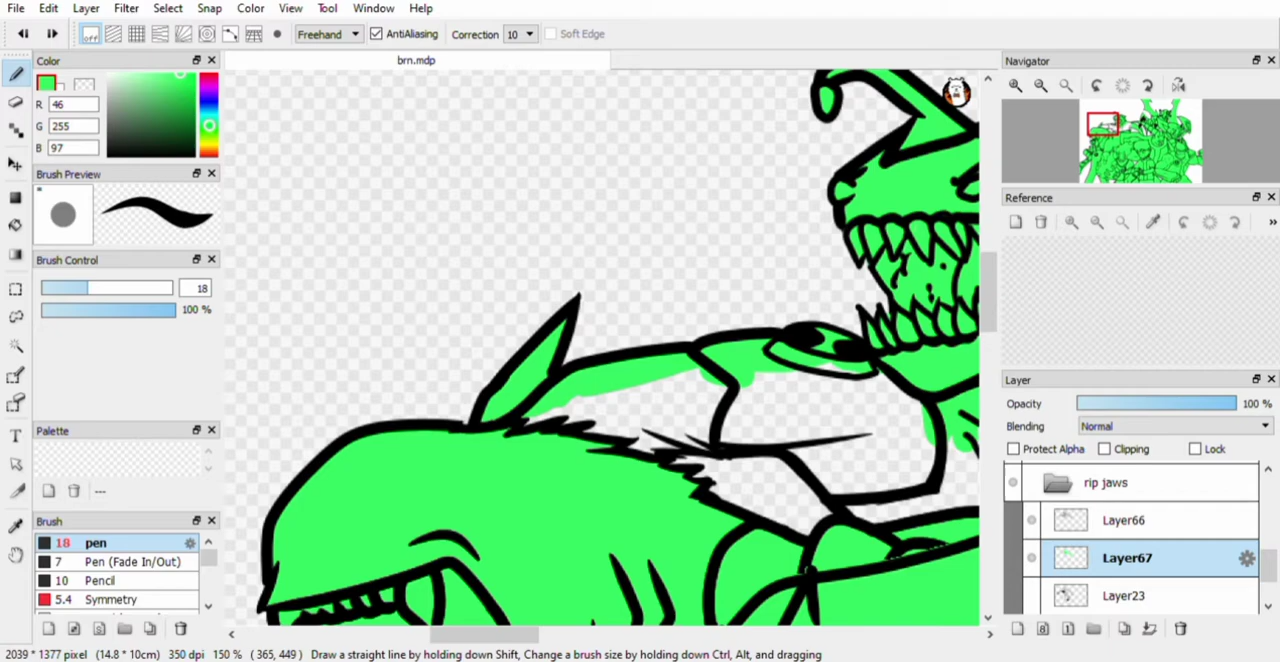 File Edit Layer Filter Select Snap Color View Tool Window Help
off Freehand AntiAliasing Correction 10 Soft Edge
Color
brn.mdp
Navigator
R 46
G 255
B 97
Brush Preview
Reference
Brush Control
18
100 %
Layer
Opacity 100 %
Blending Normal
Palette
Protect Alpha Clipping Lock
---
rip jaws
Layer66
Brush
18 pen
Layer67
7 Pen (Fade In/Out)
10 Pencil
Layer23
5.4 Symmetry
8 1
2039 * 1377 pixel (14.8 * 10cm) 350 dpi 150 % ( 365, 449 ) Draw a straight line by holding down Shift, Change a brush size by holding down Ctrl, Alt, and dragging